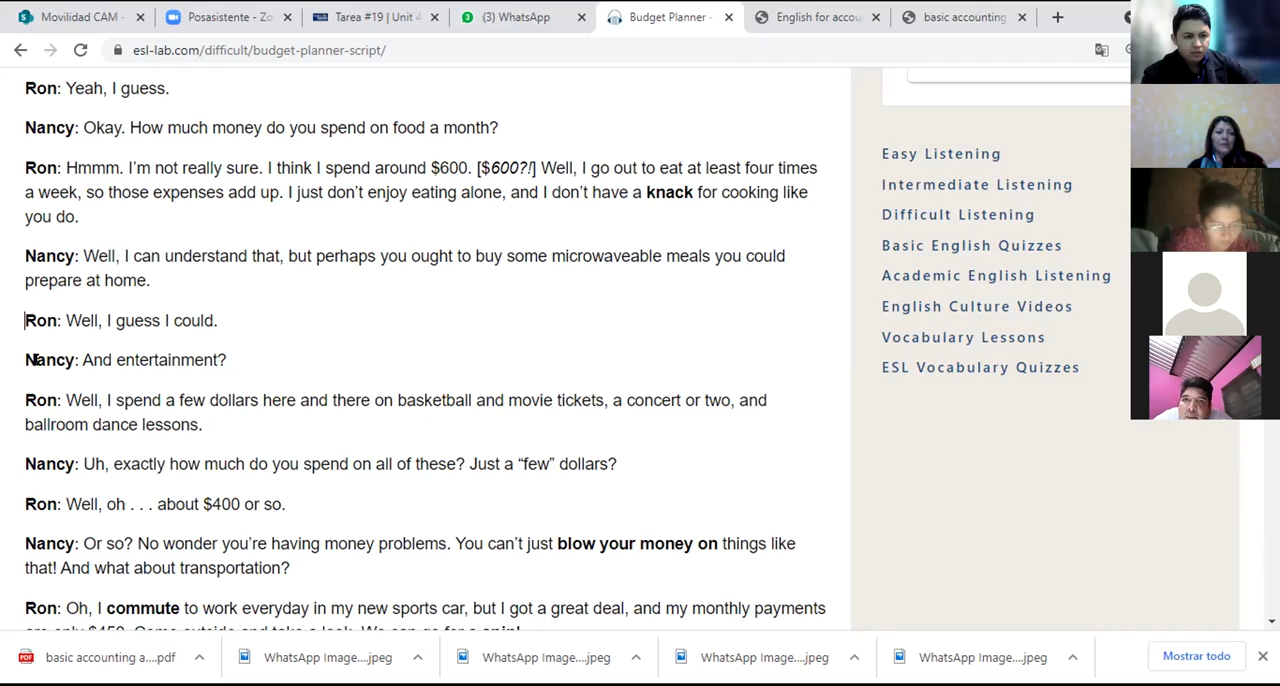 Movilidad CAM - Posasistente - Zo Tarea #19 | Unit 4 (3) WhatsApp Budget Planner - English for accou basic accounting
esl-lab.com/difficult/budget-planner-script/
Ron: Yeah, I guess.
Nancy: Okay. How much money do you spend on food a month?
Ron: Hmmm. I'm not really sure. I think I spend around $600. [$600?!] Well, I go out to eat at least four times
a week, so those expenses add up. I just don't enjoy eating alone, and I don't have a knack for cooking like
you do.
Nancy: Well, I can understand that, but perhaps you ought to buy some microwaveable meals you could
prepare at home.
Ron: Well, I guess I could.
Nancy: And entertainment?
Ron: Well, I spend a few dollars here and there on basketball and movie tickets, a concert or two, and
ballroom dance lessons.
Nancy: Uh, exactly how much do you spend on all of these? Just a “few” dollars?
Ron: Well, oh . . . about $400 or so.
Nancy: Or so? No wonder you're having money problems. You can't just blow your money on things like
that! And what about transportation?
Ron: Oh, I commute to work everyday in my new sports car, but I got a great deal, and my monthly payments
Easy Listening
Intermediate Listening
Difficult Listening
Basic English Quizzes
Academic English Listening
English Culture Videos
Vocabulary Lessons
ESL Vocabulary Quizzes
basic accounting a....pdf WhatsApp Image....jpeg WhatsApp Image....jpeg WhatsApp Image....jpeg WhatsApp Image....jpeg Mostrar todo